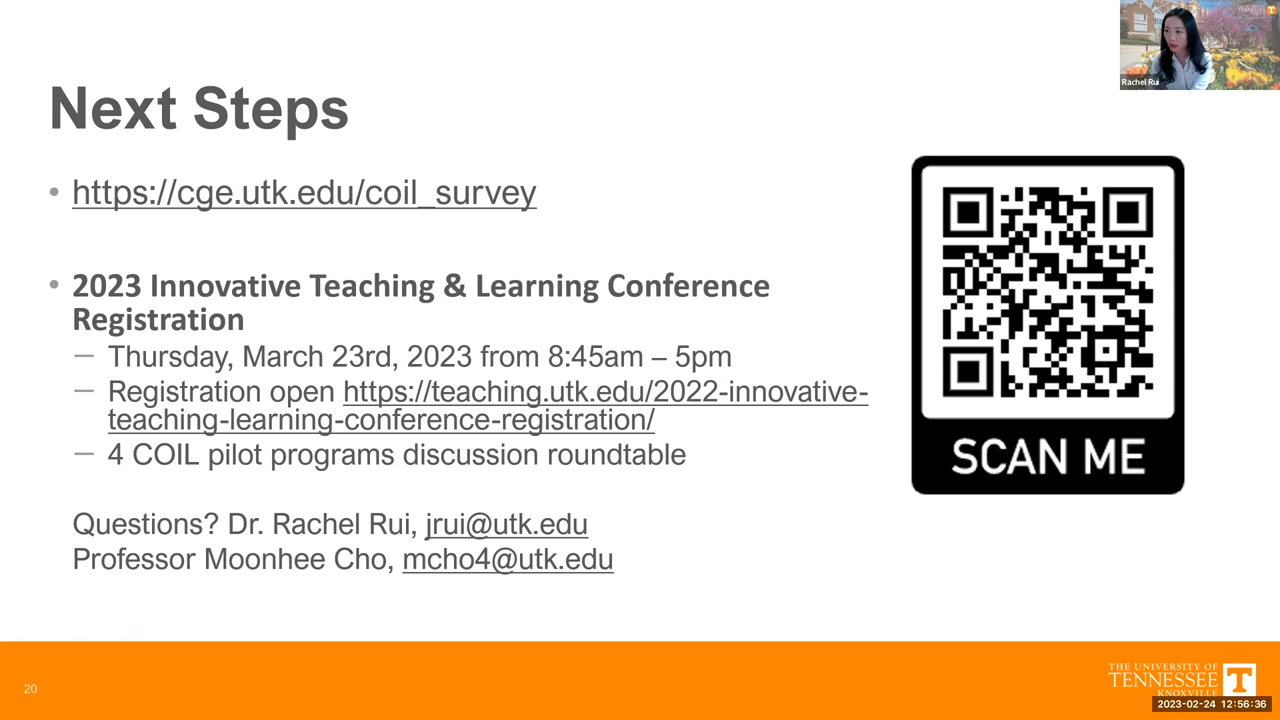 Rachel Rui
Next Steps
• https://cge.utk.edu/coil_survey
• 2023 Innovative Teaching & Learning Conference
Registration
— Thursday, March 23rd, 2023 from 8:45am – 5pm
— Registration open https://teaching.utk.edu/2022-innovative-
teaching-learning-conference-registration/
— 4 COIL pilot programs discussion roundtable
SCAN ME
Questions? Dr. Rachel Rui, jrui@utk.edu
Professor Moonhee Cho, mcho4@utk.edu
20
THE UNIVERSITY OF
TENNESSEE T
KNOXVILLE
2023-02-24 12:56:36